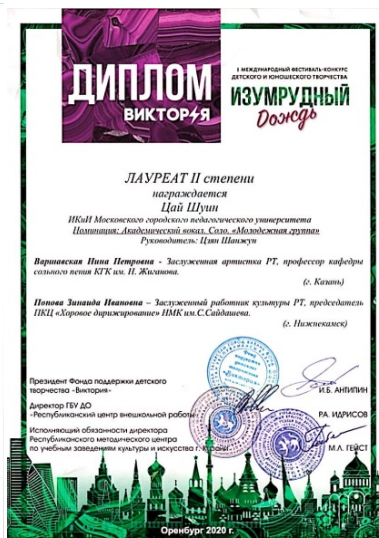 ДИПЛОМ
ВИКТОРИЯ
I МЕЖДУНАРОДНЫЙ ФЕСТИВАЛЬ-КОНКУРС
ДЕТСКОГО И ЮНОШЕСКОГО ТВОРЧЕСТВА
ИЗУМРУДНЫЙ
Дождь
ЛАУРЕАТ II степени
награждается
Цай Шуин
ИКиИ Московского городского педагогического университета
Номинация: Академический вокал. Соло. «Молодежная группа»
Руководитель: Цзян Шанжун
Варшавская Нина Петровна - Заслуженная артистка РТ, профессор кафедры
сольного пения КГК им. Н. Жиганова.
(г. Казань)
Попова Зинаида Ивановна – Заслуженный работник культуры РТ, председатель
ПКЦ «Хоровое дирижирование» НМК им.С.Сайдашева.
(г. Нижнекамск)
Президент Фонда поддержки детского
творчества «Виктория»
И.Б. АНТИПИН
Директор ГБУ ДО
«Республиканский центр внешкольной работы»
Р.А. ИДРИСОВ
Исполняющий обязанности директора
Республиканского методического центра
по учебным заведениям культуры и искусства г.
М.Л. ГЕЙСТ
Оренбург 2020 г.